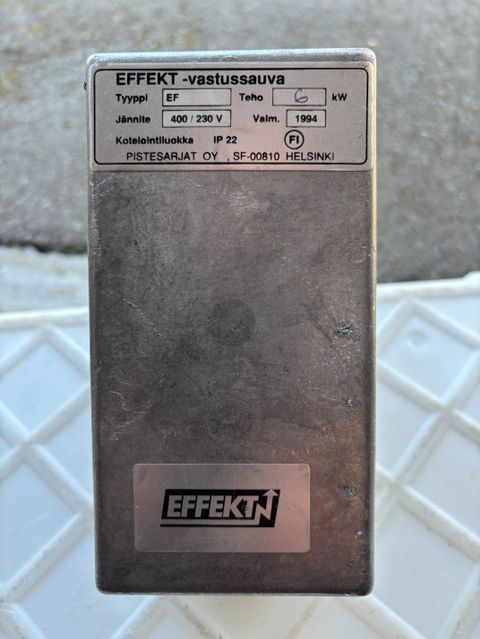 EFFEKT -vastussauva
Tyyppi EF Teho 6 kW
Jännite 400 / 230 V Valm. 1994
Kotelointiluokka IP 22 FI
PISTESARJAT OY , SF-00810 HELSINKI
EFFEKT